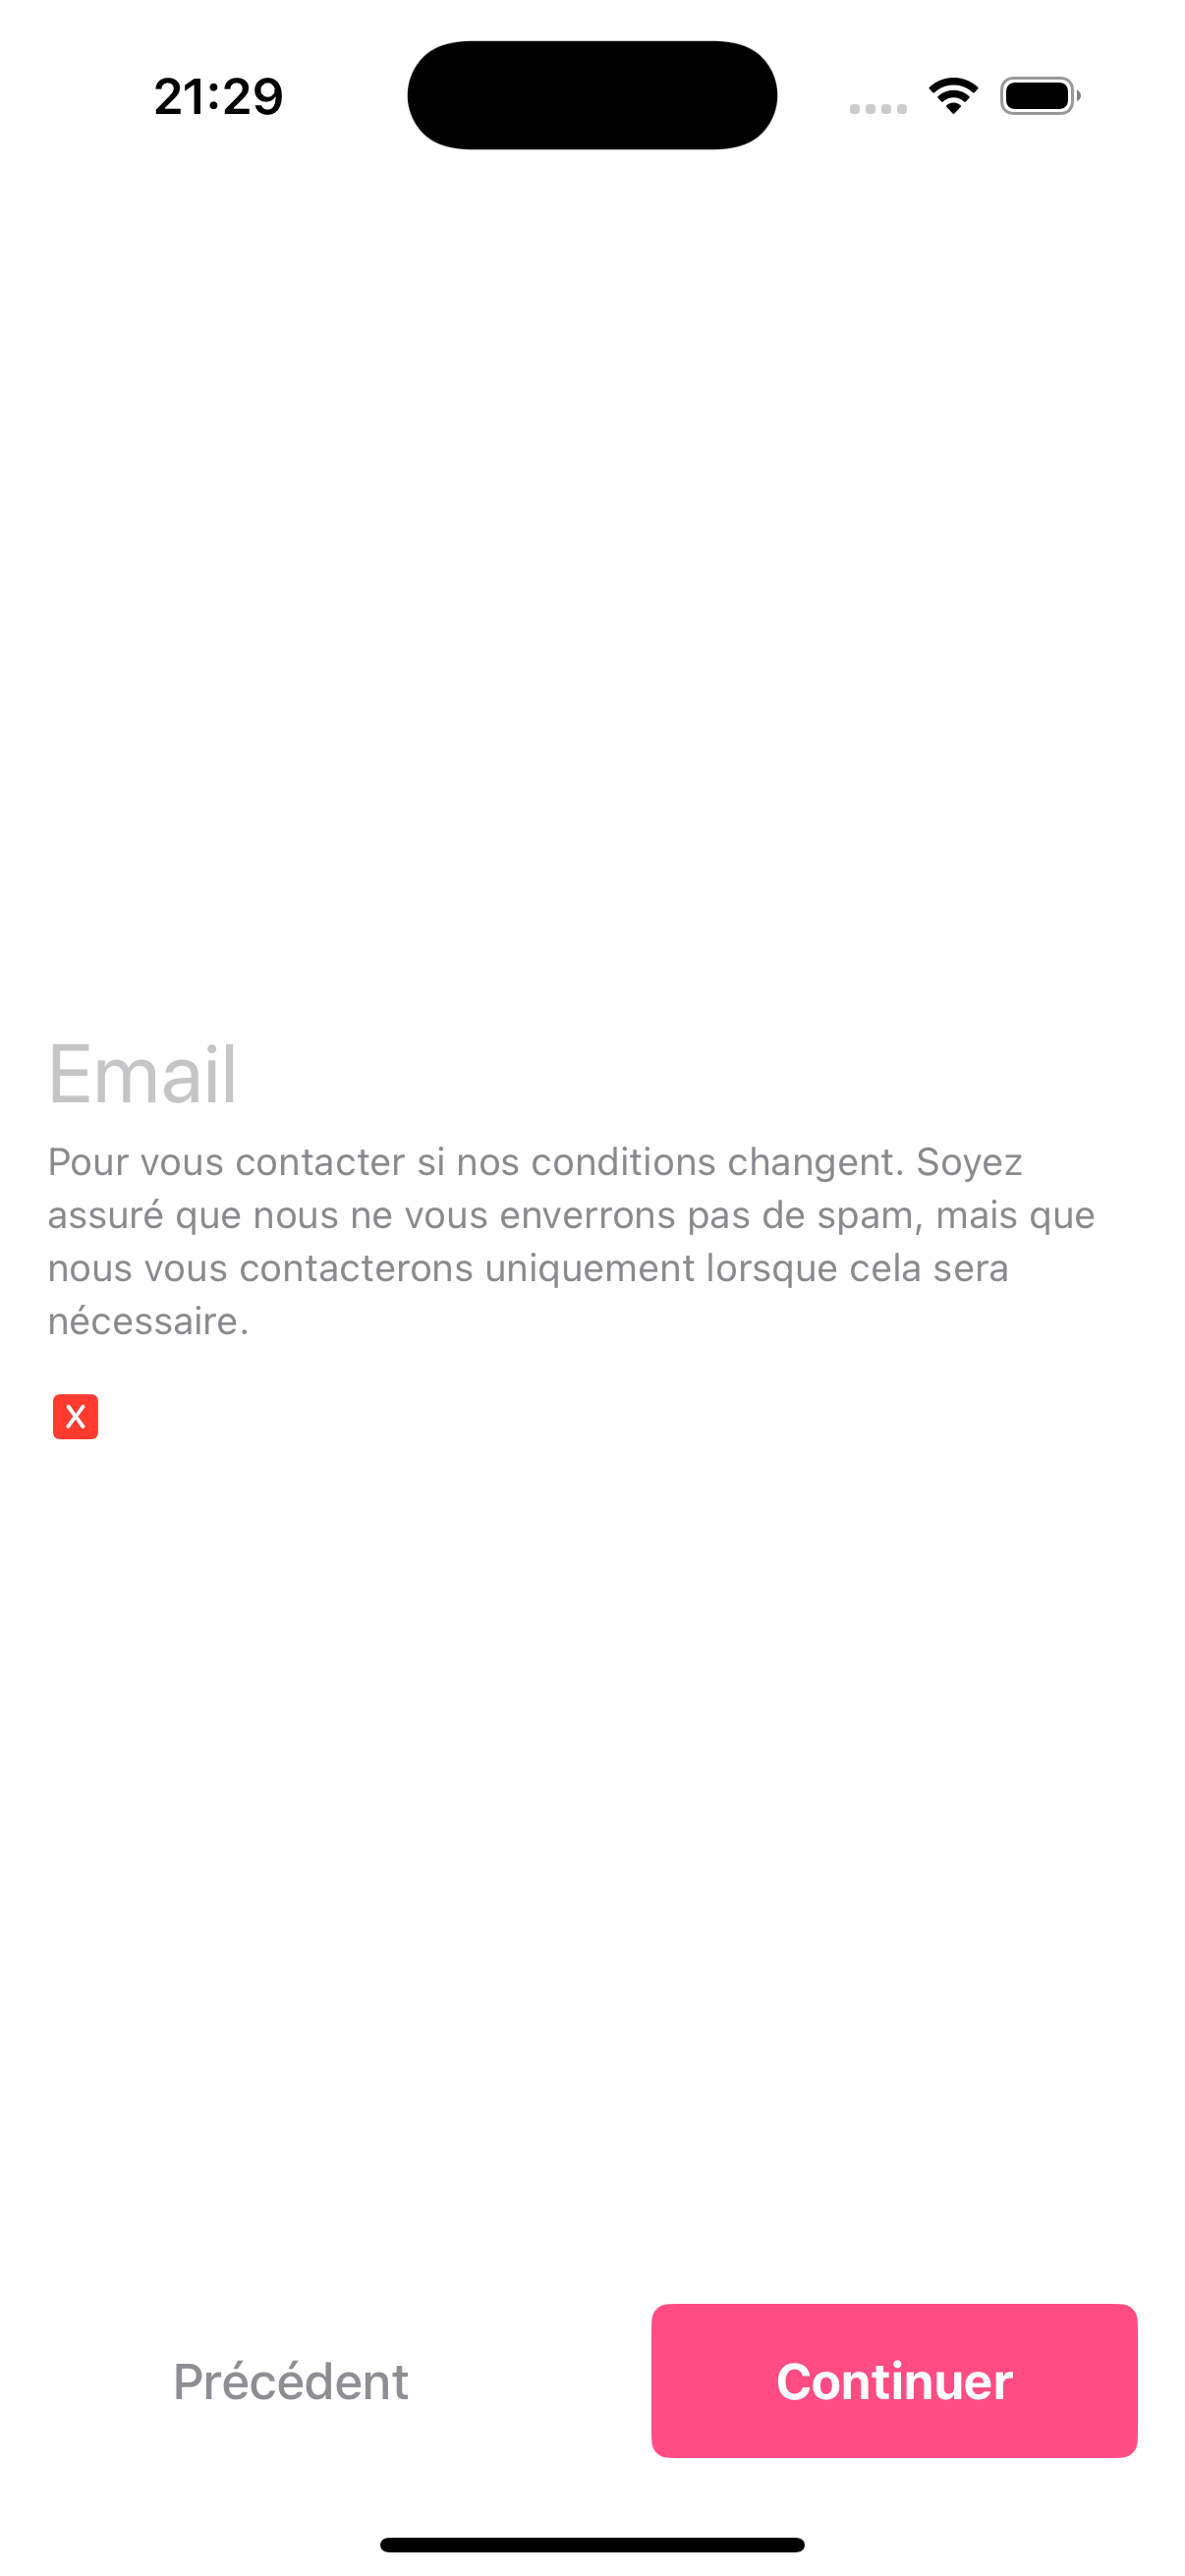 21:29
Email
Pour vous contacter si nos conditions changent. Soyez
assuré que nous ne vous enverrons pas de spam, mais que
nous vous contacterons uniquement lorsque cela sera
nécessaire.
X
Précédent
Continuer